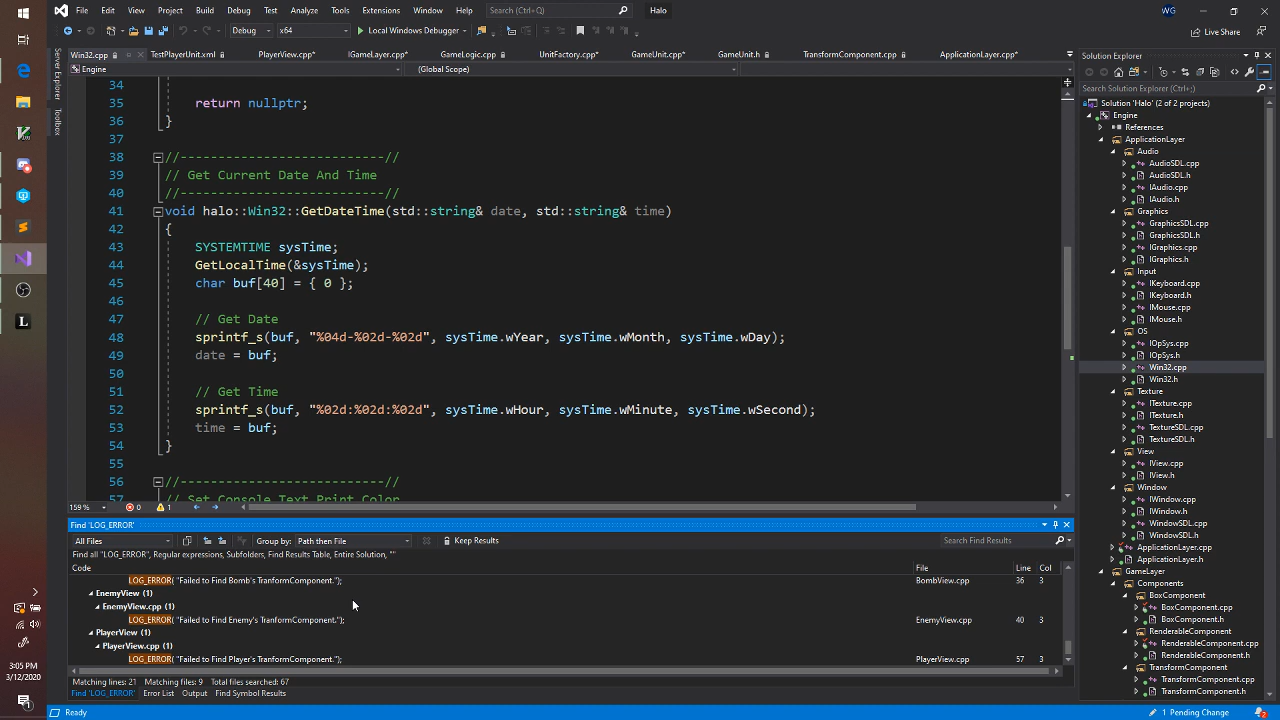 File Edit View Git Project Build Debug Test Analyze Tools Extensions Window Help Search (Ctrl+Q) Halo WG
Debug x64 Local Windows Debugger Live Share
Win32.cpp TestPlayerUnit.xml PlayerView.cpp* IGameLayer.cpp* GameLogic.cpp UnitFactory.cpp* GameUnit.cpp* GameUnit.h TransformComponent.cpp ApplicationLayer.cpp*
Engine (Global Scope)
Server Explorer
Toolbox
34
35 return nullptr;
36 }
37
38 //---------------------------//
39 // Get Current Date And Time
40 //---------------------------//
41 void halo::Win32::GetDateTime(std::string& date, std::string& time)
42 {
43 SYSTEMTIME sysTime;
44 GetLocalTime(&sysTime);
45 char buf[40] = { 0 };
46
47 // Get Date
48 sprintf_s(buf, "%04d-%02d-%02d", sysTime.wYear, sysTime.wMonth, sysTime.wDay);
49 date = buf;
50
51 // Get Time
52 sprintf_s(buf, "%02d:%02d:%02d", sysTime.wHour, sysTime.wMinute, sysTime.wSecond);
53 time = buf;
54 }
55
56 //---------------------------//
57 // Set Console Text Print Color
159 % 0 1
Find 'LOG_ERROR'
All Files Group by: Path then File Keep Results Search Find Results
Find all "LOG_ERROR", Regular expressions, Subfolders, Find Results Table, Entire Solution, ""
Code File Line Col
LOG_ERROR( "Failed to Find Bomb's TranformComponent."); BombView.cpp 36 3
EnemyView (1)
EnemyView.cpp (1)
LOG_ERROR( "Failed to Find Enemy's TranformComponent."); EnemyView.cpp 40 3
PlayerView (1)
PlayerView.cpp (1)
LOG_ERROR( "Failed to Find Player's TranformComponent."); PlayerView.cpp 57 3
Matching lines: 21 Matching files: 9 Total files searched: 67
Find 'LOG_ERROR' Error List Output Find Symbol Results
Solution Explorer
Search Solution Explorer (Ctrl+;)
Solution 'Halo' (2 of 2 projects)
Engine
References
ApplicationLayer
Audio
AudioSDL.cpp
AudioSDL.h
IAudio.cpp
IAudio.h
Graphics
GraphicsSDL.cpp
GraphicsSDL.h
IGraphics.cpp
IGraphics.h
Input
IKeyboard.cpp
IKeyboard.h
IMouse.cpp
IMouse.h
OS
IOpSys.cpp
IOpSys.h
Win32.cpp
Win32.h
Texture
ITexture.cpp
ITexture.h
TextureSDL.cpp
TextureSDL.h
View
IView.cpp
IView.h
Window
IWindow.cpp
IWindow.h
WindowSDL.cpp
WindowSDL.h
ApplicationLayer.cpp
ApplicationLayer.h
GameLayer
Components
BoxComponent
BoxComponent.cpp
BoxComponent.h
RenderableComponent
RenderableComponent.cpp
RenderableComponent.h
TransformComponent
TransformComponent.cpp
TransformComponent.h
Ready 1 Pending Change 2
L
3:05 PM
3/12/2020